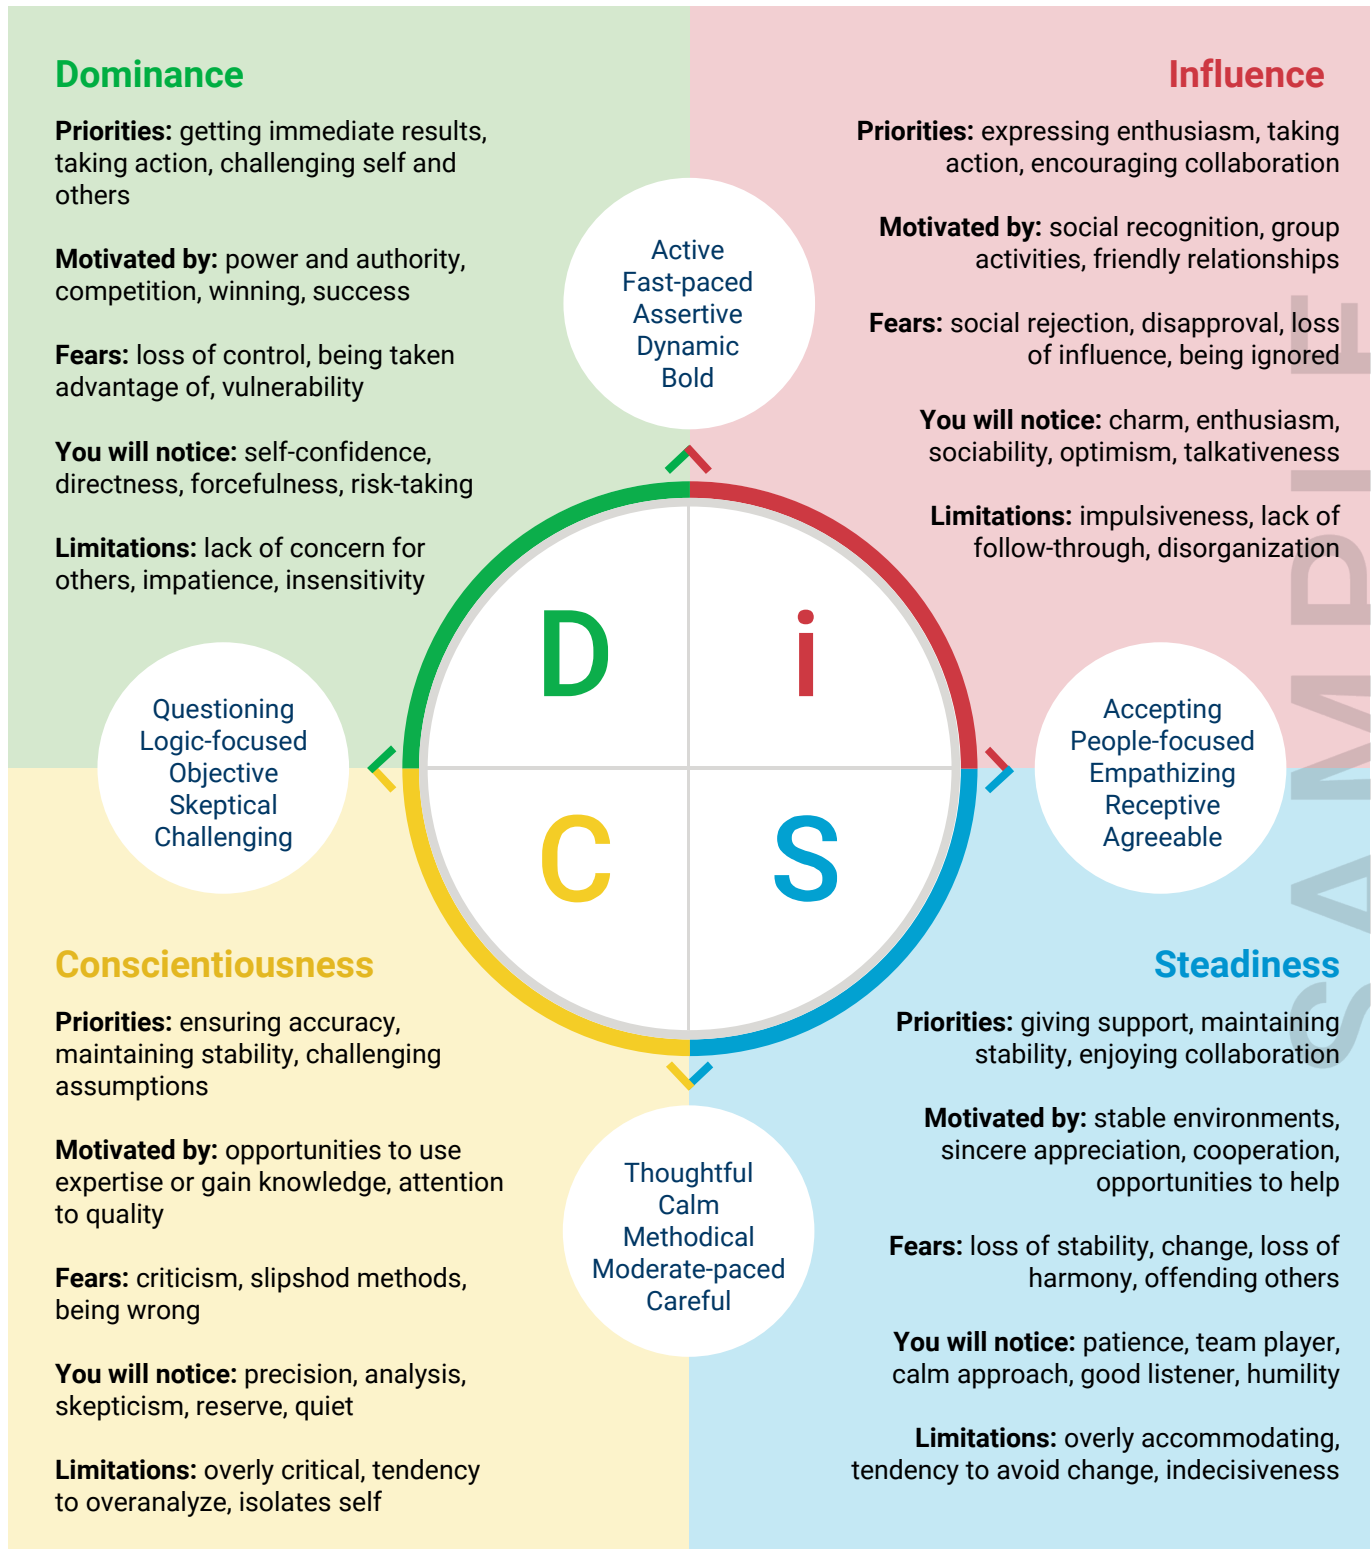 Dominance
Priorities: getting immediate results,
taking action, challenging self and
others
Motivated by: power and authority,
competition, winning, success
Fears: loss of control, being taken
advantage of, vulnerability
You will notice: self-confidence,
directness, forcefulness, risk-taking
Limitations: lack of concern for
others, impatience, insensitivity
Influence
Priorities: expressing enthusiasm, taking
action, encouraging collaboration
Motivated by: social recognition, group
activities, friendly relationships
Fears: social rejection, disapproval, loss
of influence, being ignored
You will notice: charm, enthusiasm,
sociability, optimism, talkativeness
Limitations: impulsiveness, lack of
follow-through, disorganization
Active
Fast-paced
Assertive
Dynamic
Bold
D
i
Questioning
Logic-focused
Objective
Skeptical
Challenging
Accepting
People-focused
Empathizing
Receptive
Agreeable
C
S
Conscientiousness
Priorities: ensuring accuracy,
maintaining stability, challenging
assumptions
Motivated by: opportunities to use
expertise or gain knowledge, attention
to quality
Fears: criticism, slipshod methods,
being wrong
You will notice: precision, analysis,
skepticism, reserve, quiet
Limitations: overly critical, tendency
to overanalyze, isolates self
Steadiness
Priorities: giving support, maintaining
stability, enjoying collaboration
Motivated by: stable environments,
sincere appreciation, cooperation,
opportunities to help
Fears: loss of stability, change, loss of
harmony, offending others
You will notice: patience, team player,
calm approach, good listener, humility
Limitations: overly accommodating,
tendency to avoid change, indecisiveness
Thoughtful
Calm
Methodical
Moderate-paced
Careful
SAMPLE